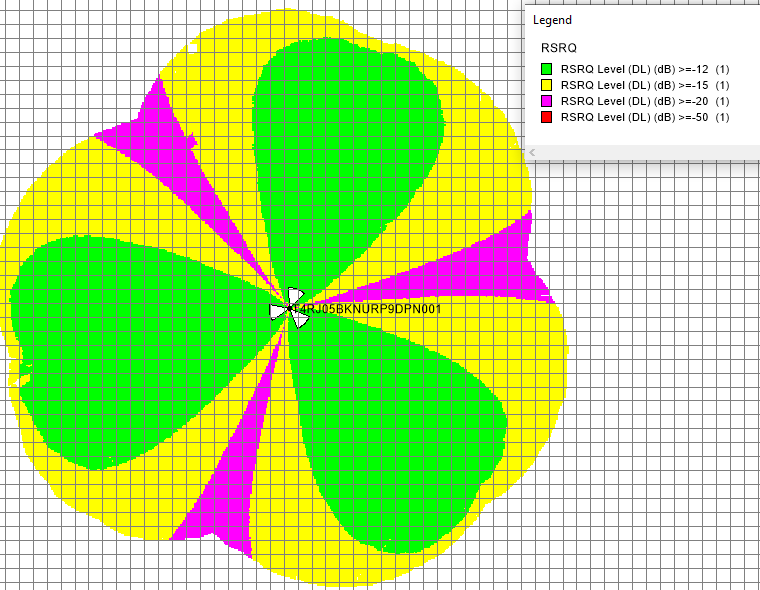 Legend
RSRQ
RSRQ Level (DL) (dB) >=-12 (1)
RSRQ Level (DL) (dB) >=-15 (1)
RSRQ Level (DL) (dB) >=-20 (1)
RSRQ Level (DL) (dB) >=-50 (1)
T4RJ05BKNURP9DPN001